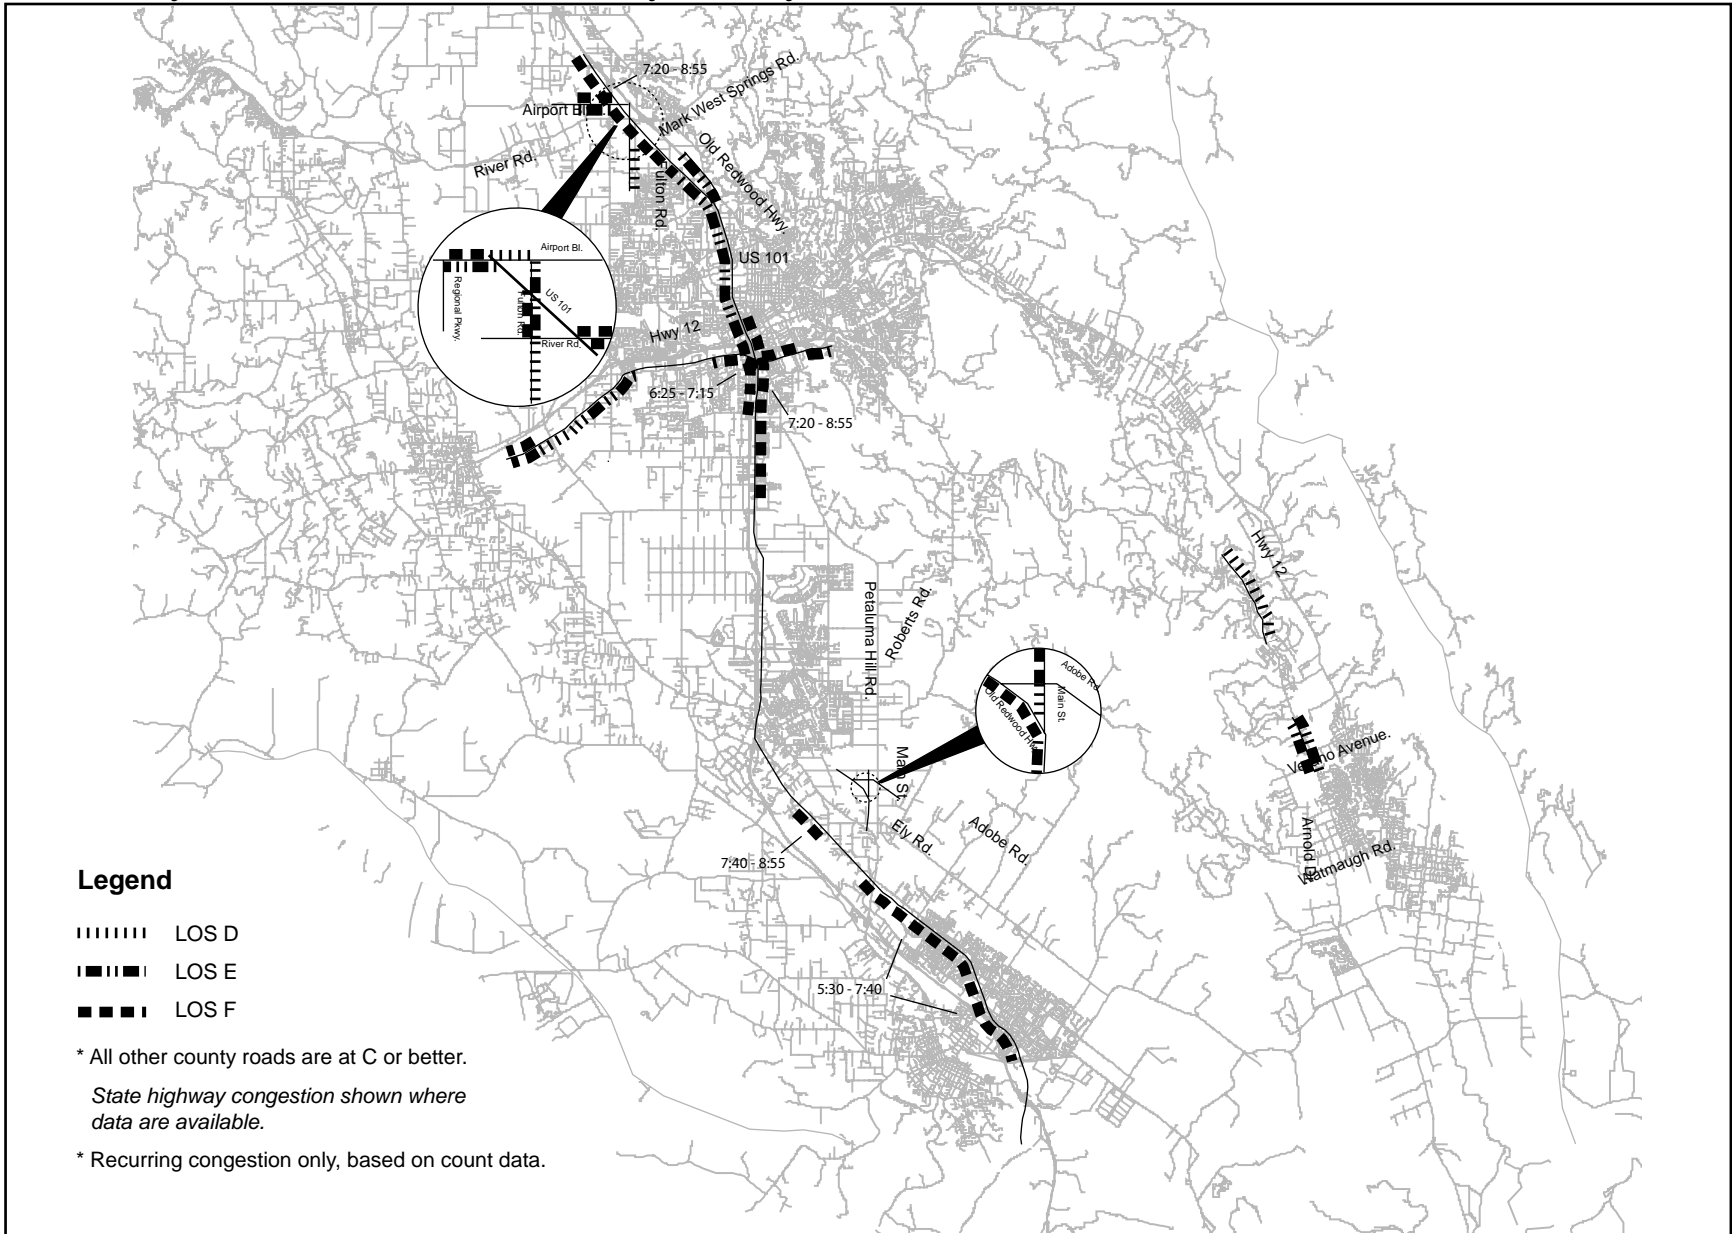 7:20 - 8:55
Mark West Springs Rd.
Airport Bl
River Rd.
Old Redwood Hwy.
Fulton Rd.
US 101
Airport Bl.
Regional Pkwy.
Fulton Rd.
US 101
River Rd.
Hwy 12
6:25 - 7:15
7:20 - 8:55
Hwy 12
Petaluma Hill Rd.
Roberts Rd.
Adobe Rd
Main St.
Old Redwood Hwy.
Main St.
Verano Avenue.
Ely Rd.
Adobe Rd.
Arnold Dr.
Watmaugh Rd.
7:40 - 8:55
5:30 - 7:40
Legend
LOS D
LOS E
LOS F
* All other county roads are at C or better.
State highway congestion shown where
data are available.
* Recurring congestion only, based on count data.